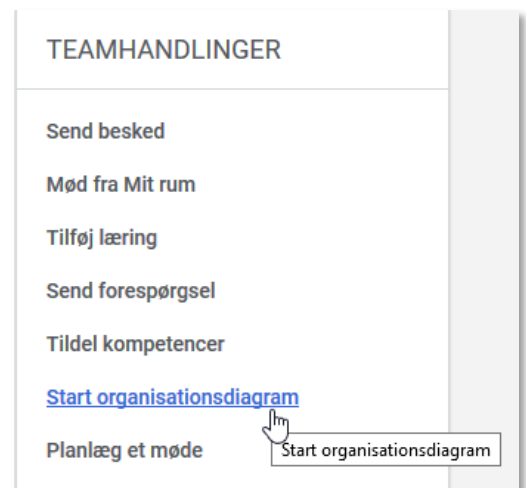 TEAMHANDLINGER
Send besked
Mød fra Mit rum
Tilføj læring
Send forespørgsel
Tildel kompetencer
Start organisationsdiagram
Planlæg et møde
Start organisationsdiagram